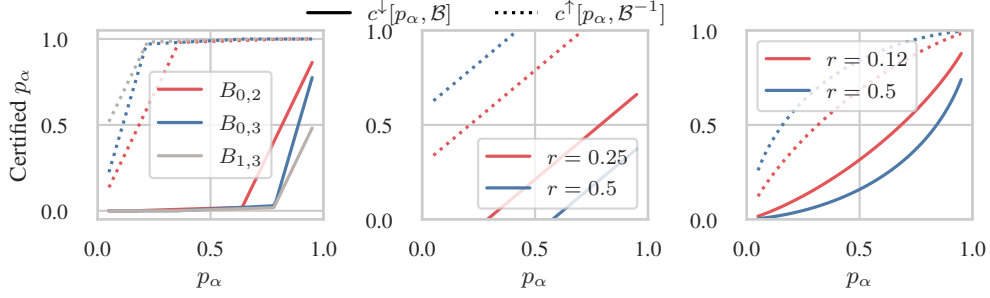 c↓[pα, B] c↑[pα, B−1]
Certified pα
1.0
0.5
0.0
B0,2
B0,3
B1,3
0.0 0.5 1.0
pα
1.0
0.5
0
r = 0.25
r = 0.5
0.0 0.5 1.0
pα
1.0
0.5
0
r = 0.12
r = 0.5
0.0 0.5 1.0
pα